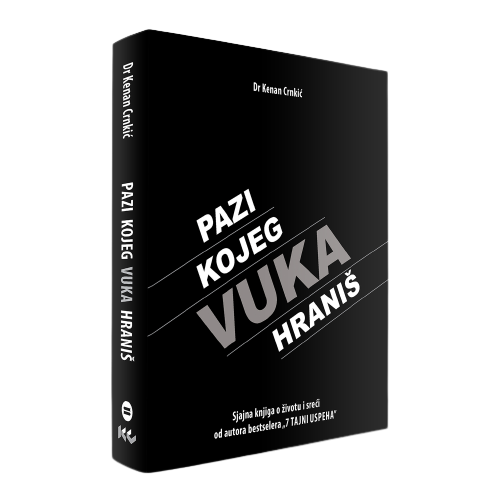 Dr Kenan Crnkić
PAZI KOJEG VUKA HRANIŠ
Dr Kenan Crnkić
PAZI
KOJEG
VUKA
HRANIŠ
Sjajna knjiga o životu i sreći
od autora bestselera „7 TAJNI USPEHA“